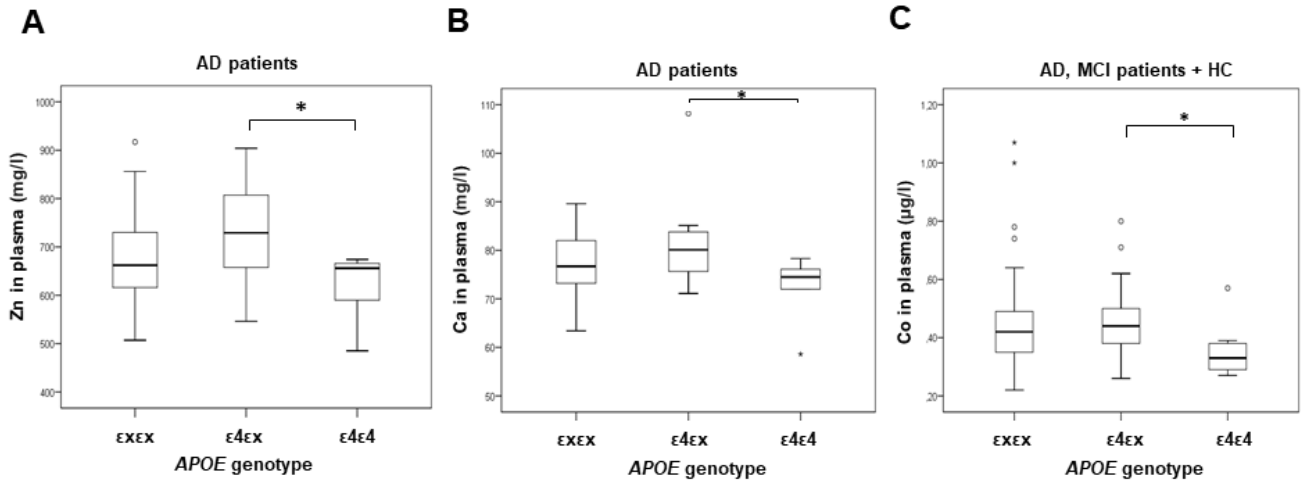 A
AD patients
Zn in plasma (mg/l)
1000
900
800
700
600
500
400
*
εxεx
ε4εx
ε4ε4
APOE genotype
B
AD patients
Ca in plasma (mg/l)
110
100
90
80
70
60
50
*
*
εxεx
ε4εx
ε4ε4
APOE genotype
C
AD, MCI patients + HC
Co in plasma (µg/l)
1,20
1,00
,80
,60
,40
,20
*
*
*
εxεx
ε4εx
ε4ε4
APOE genotype